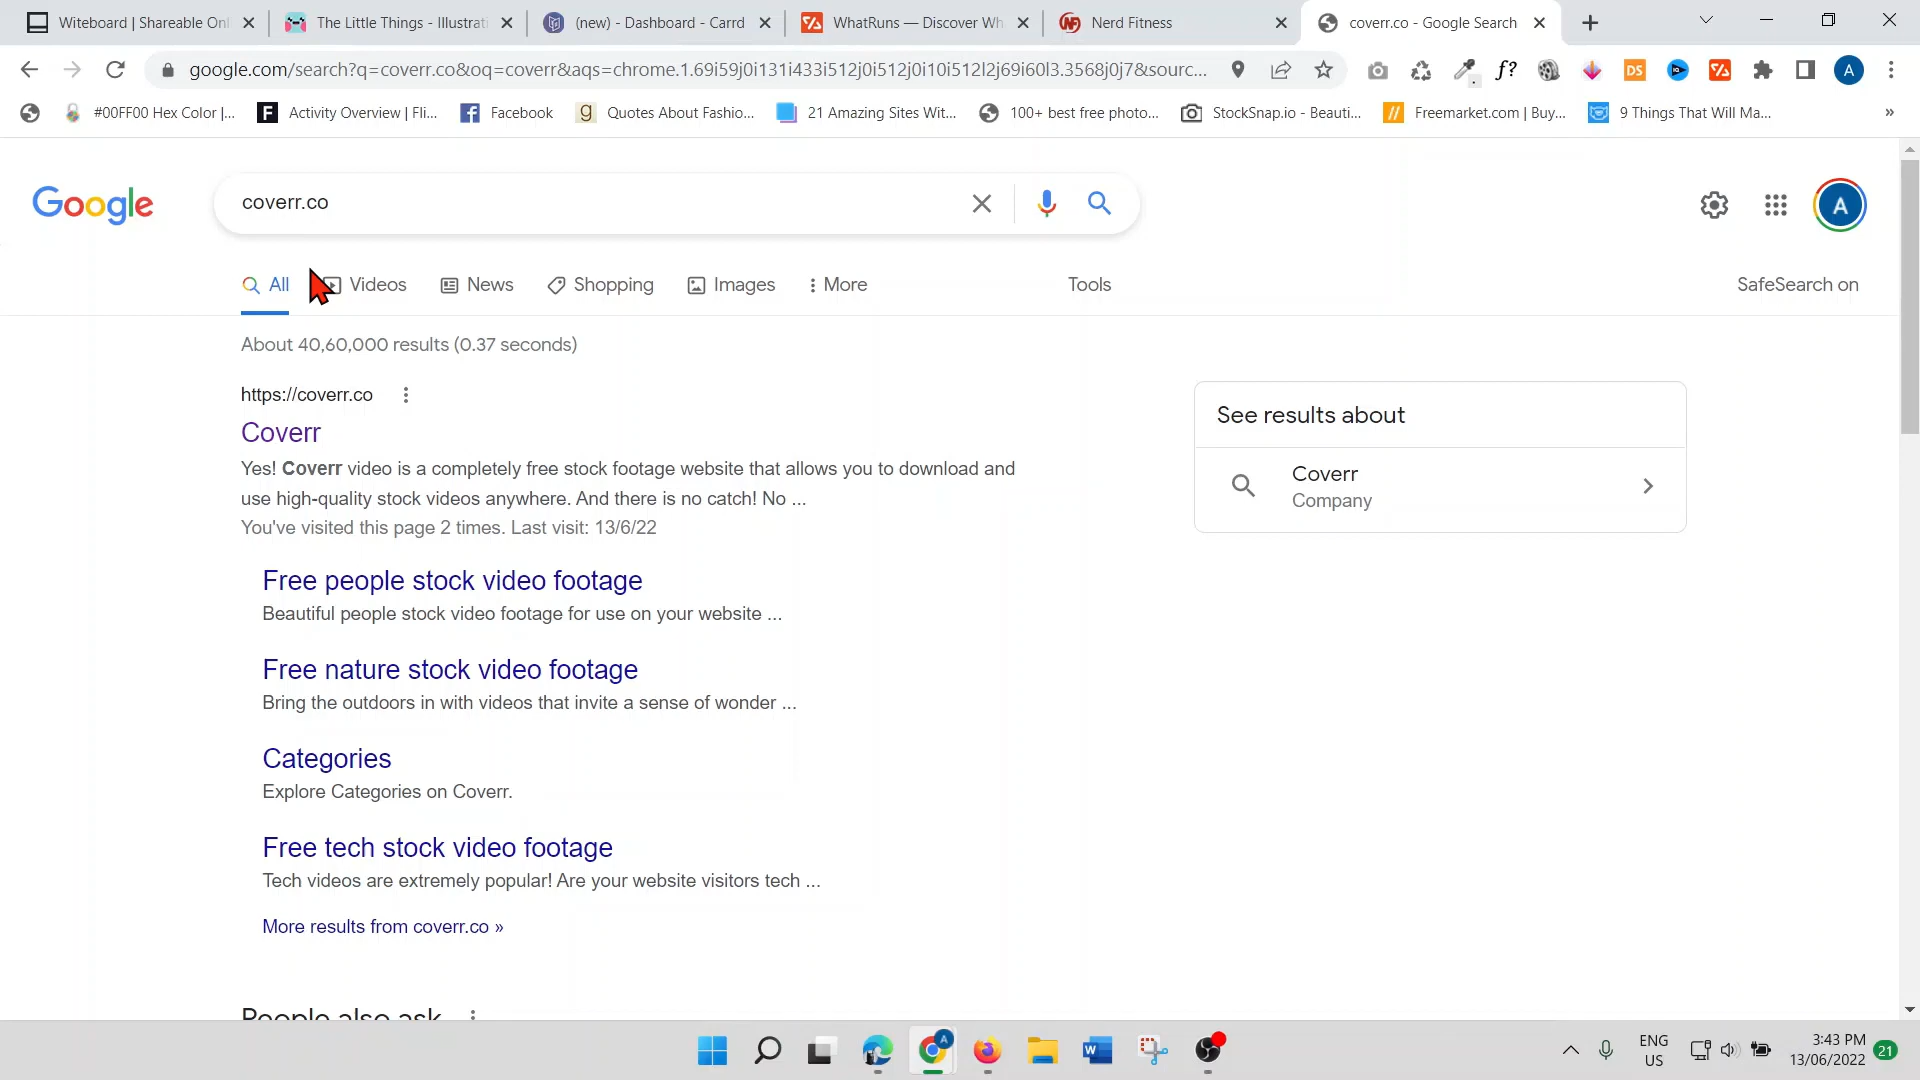 Witeboard | Shareable Onl
The Little Things - Illustrati
(new) - Dashboard - Carrd
WhatRuns — Discover Wh
Nerd Fitness
coverr.co - Google Search
google.com/search?q=coverr.co&oq=coverr&aqs=chrome.1.69i59j0i131i433i512j0i512j0i10i512l2j69i60l3.3568j0j7&sourc...
f?
DS
A
#00FF00 Hex Color |...
Activity Overview | Fli...
Facebook
Quotes About Fashio...
21 Amazing Sites Wit...
100+ best free photo...
StockSnap.io - Beauti...
Freemarket.com | Buy...
9 Things That Will Ma...
»
Google
coverr.co
A
All
Videos
News
Shopping
Images
More
Tools
SafeSearch on
About 40,60,000 results (0.37 seconds)
https://coverr.co
Coverr
Yes! Coverr video is a completely free stock footage website that allows you to download and
use high-quality stock videos anywhere. And there is no catch! No ...
You've visited this page 2 times. Last visit: 13/6/22
See results about
Coverr
Company
Free people stock video footage
Beautiful people stock video footage for use on your website ...
Free nature stock video footage
Bring the outdoors in with videos that invite a sense of wonder ...
Categories
Explore Categories on Coverr.
Free tech stock video footage
Tech videos are extremely popular! Are your website visitors tech ...
More results from coverr.co »
People also ask
A
ENG
US
3:43 PM
13/06/2022
21